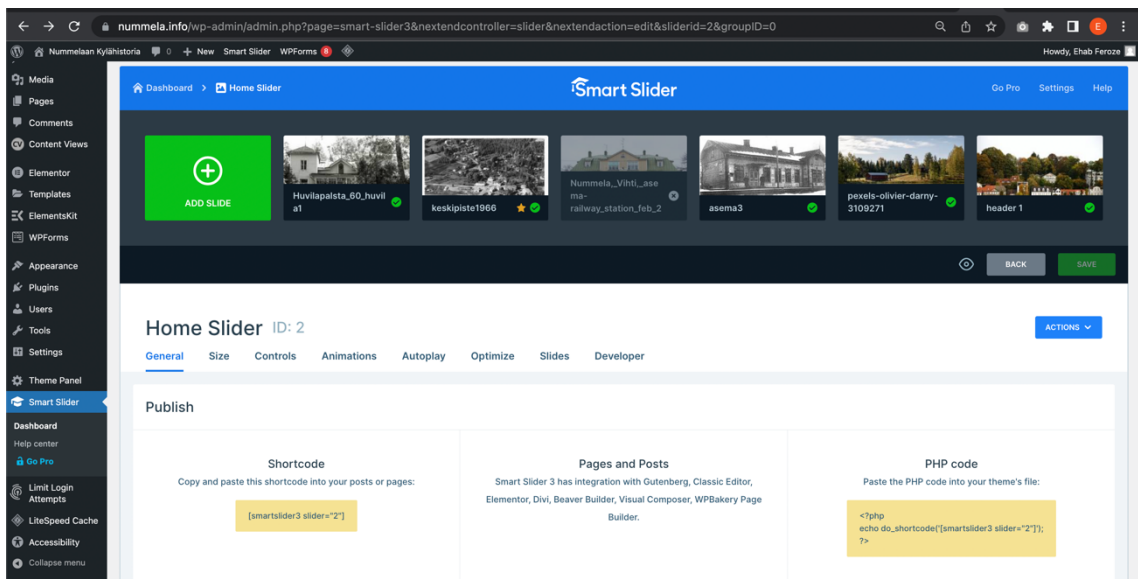 nummela.info/wp-admin/admin.php?page=smart-slider3&nextendcontroller=slider&nextendaction=edit&sliderid=2&groupID=0
E
Nummelaan Kylähistoria 0 + New Smart Slider WPForms 8
Howdy, Ehab Feroze
Media
Pages
Comments
Content Views
Elementor
Templates
ElementsKit
WPForms
Appearance
Plugins
Users
Tools
Settings
Theme Panel
Smart Slider
Dashboard
Help center
Go Pro
Limit Login
Attempts
LiteSpeed Cache
Accessibility
Collapse menu
Dashboard > Home Slider
Smart Slider
Go Pro Settings Help
ADD SLIDE
Huvilapalsta_60_huvil
a1
keskipiste1966
Nummela,_Vihti,_ase
ma-
railway_station_feb_2
asema3
pexels-olivier-darny-
3109271
header 1
BACK
SAVE
Home Slider ID: 2
ACTIONS
General Size Controls Animations Autoplay Optimize Slides Developer
Publish
Shortcode
Copy and paste this shortcode into your posts or pages:
[smartslider3 slider="2"]
Pages and Posts
Smart Slider 3 has integration with Gutenberg, Classic Editor,
Elementor, Divi, Beaver Builder, Visual Composer, WPBakery Page
Builder.
PHP code
Paste the PHP code into your theme's file:
<?php
echo do_shortcode('[smartslider3 slider="2"]');
?>